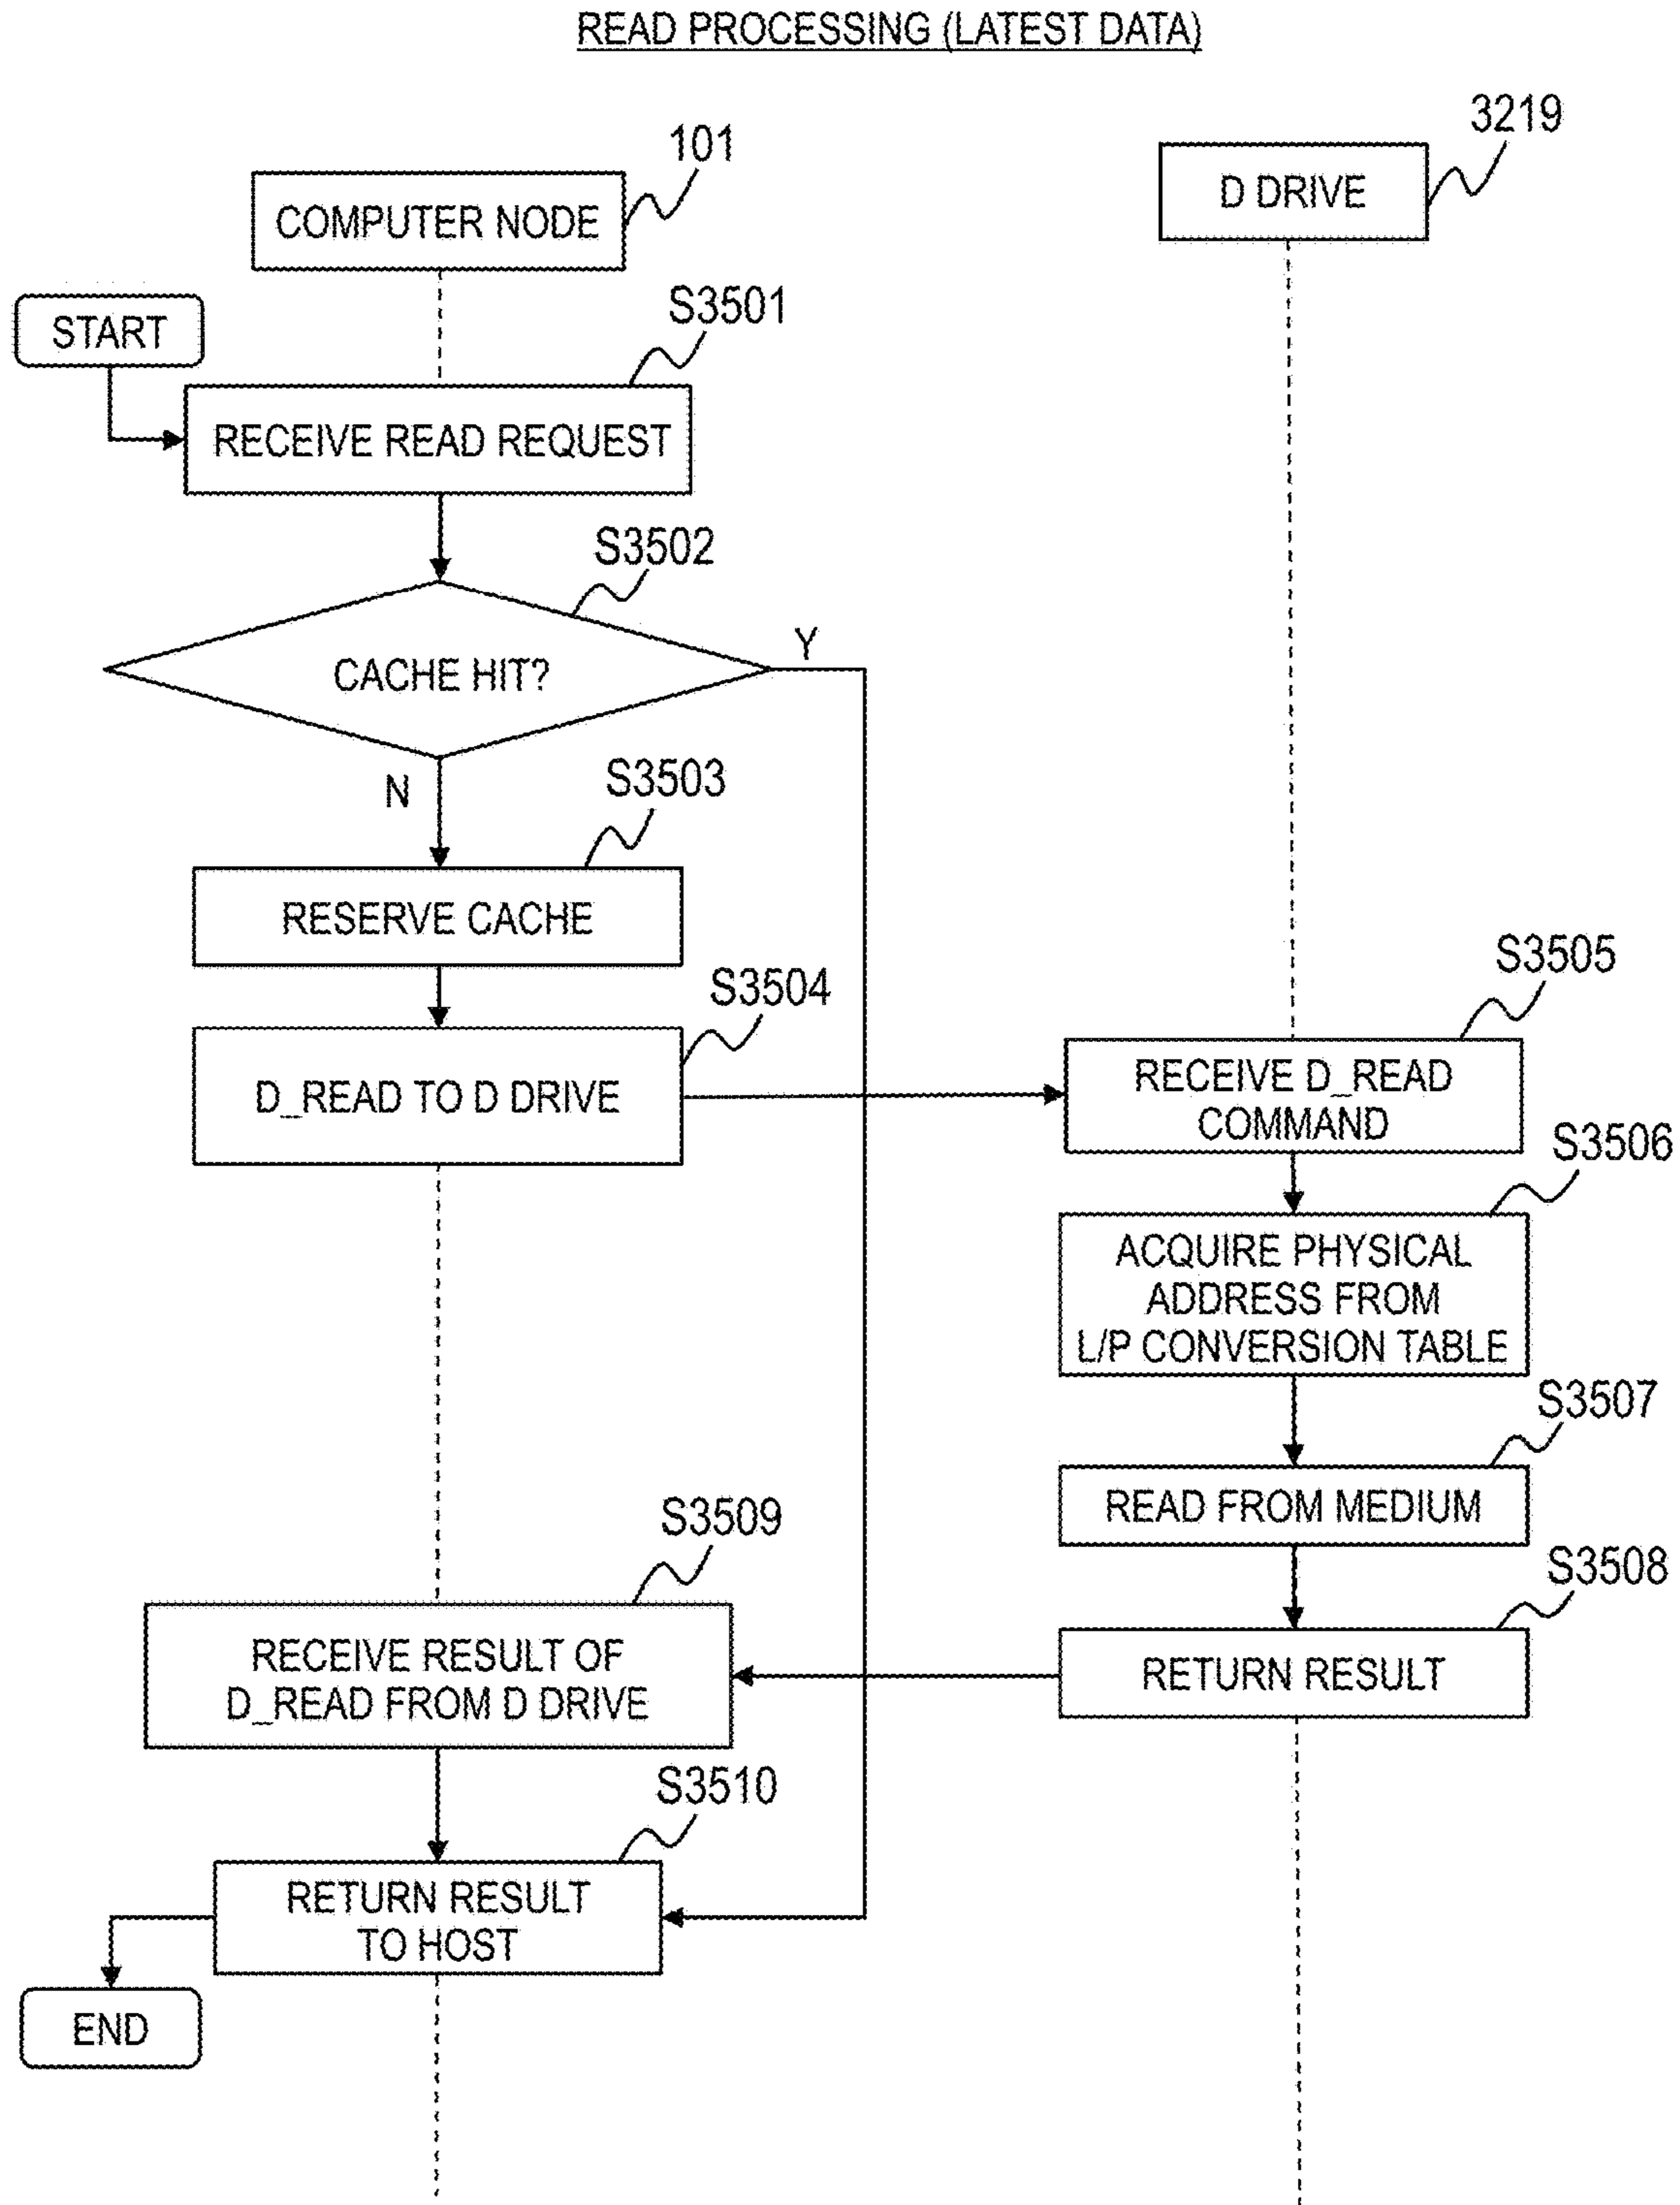 READ PROCESSING (LATEST DATA)
101
3219
COMPUTER NODE
D DRIVE
START
S3501
RECEIVE READ REQUEST
S3502
CACHE HIT?
Y
N
S3503
RESERVE CACHE
S3504
D_READ TO D DRIVE
S3505
RECEIVE D_READ
COMMAND
S3506
ACQUIRE PHYSICAL
ADDRESS FROM
L/P CONVERSION TABLE
S3507
READ FROM MEDIUM
S3508
RETURN RESULT
S3509
RECEIVE RESULT OF
D_READ FROM D DRIVE
S3510
RETURN RESULT
TO HOST
END